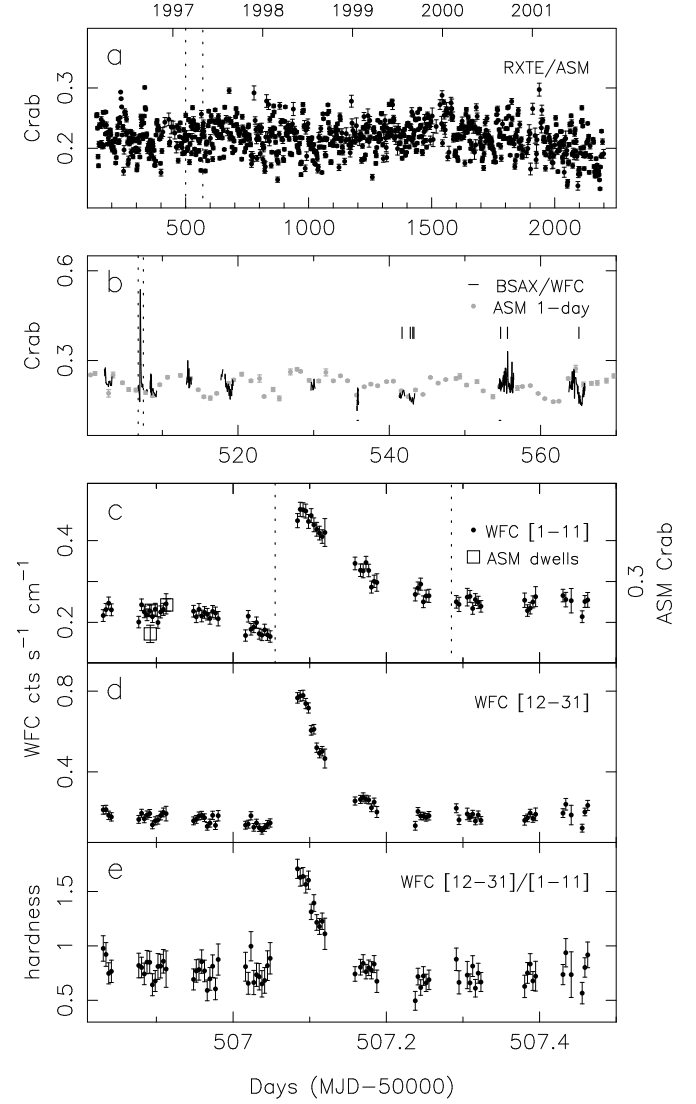 1997 1998 1999 2000 2001
a
RXTE/ASM
0.3
0.2
Crab
500 1000 1500 2000
b
BSAX/WFC
ASM 1-day
0.6
0.3
Crab
520 540 560
c
WFC [1-11]
ASM dwells
0.4
0.2
0.3
ASM Crab
WFC cts s⁻¹ cm⁻¹
d
WFC [12-31]
0.8
0.4
e
WFC [12-31]/[1-11]
1.5
1
0.5
hardness
507 507.2 507.4
Days (MJD-50000)